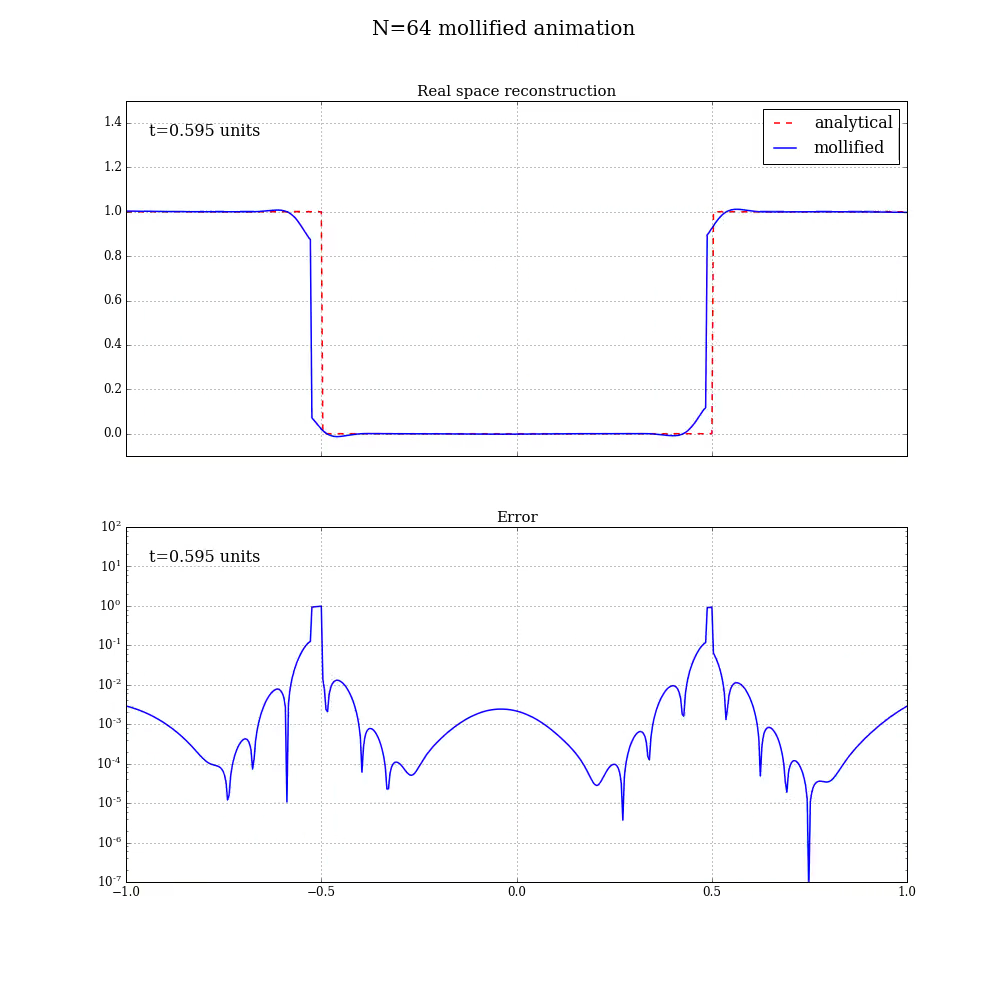 N=64 mollified animation
Real space reconstruction
t=0.595 units
analytical
mollified
1.4
1.2
1.0
0.8
0.6
0.4
0.2
0.0
Error
t=0.595 units
10²
10¹
10⁰
10⁻¹
10⁻²
10⁻³
10⁻⁴
10⁻⁵
10⁻⁶
10⁻⁷
−1.0 −0.5 0.0 0.5 1.0